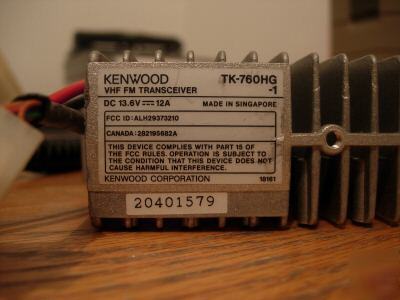 KENWOOD TK-760HG
VHF FM TRANSCEIVER -1
DC 13.6V⎓12A MADE IN SINGAPORE
FCC ID:ALH29373210
CANADA:282195682A
THIS DEVICE COMPLIES WITH PART 15 OF
THE FCC RULES. OPERATION IS SUBJECT TO
THE CONDITION THAT THIS DEVICE DOES NOT
CAUSE HARMFUL INTERFERENCE.
KENWOOD CORPORATION 18161
20401579